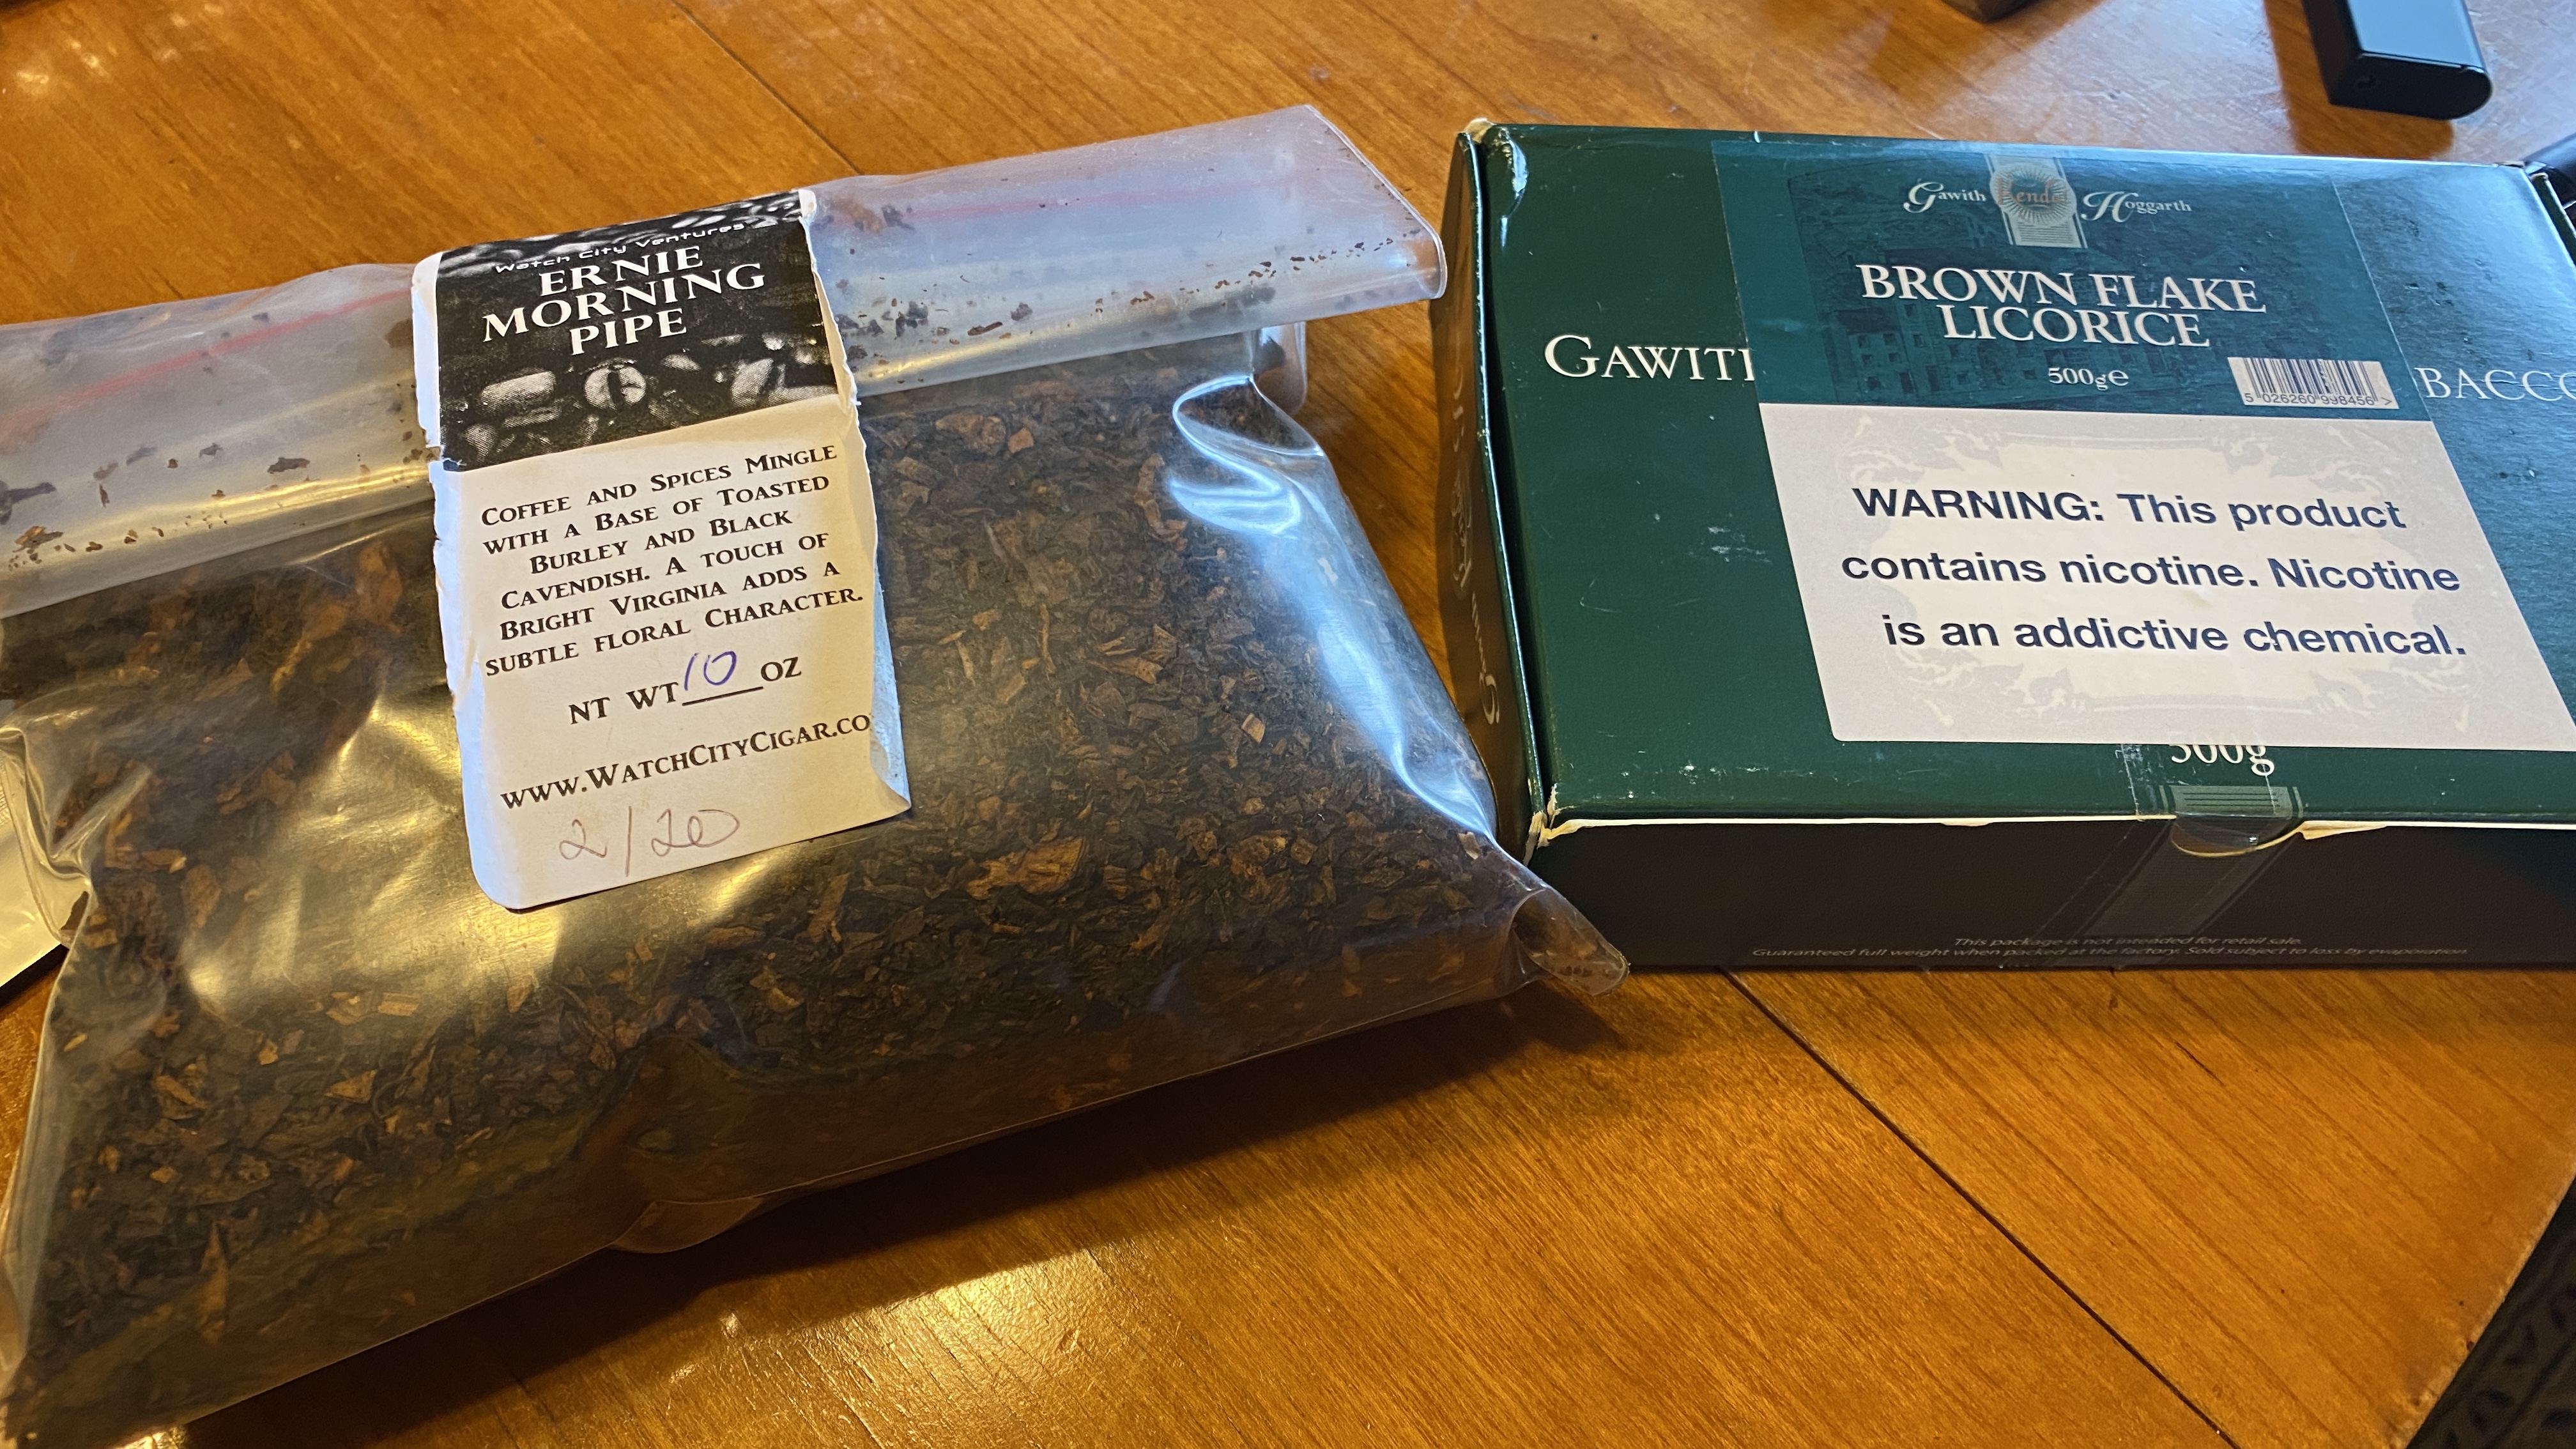 Watch City Ventures
ERNIE
MORNING
PIPE
COFFEE AND SPICES MINGLE
WITH A BASE OF TOASTED
BURLEY AND BLACK
CAVENDISH. A TOUCH OF
BRIGHT VIRGINIA ADDS A
SUBTLE FLORAL CHARACTER.
NT WT 10 OZ
WWW.WATCHCITYCIGAR.CO
2/20
Gawith Hoggarth
BROWN FLAKE
LICORICE
500g e
5 026260 998456 >
GAWITH
BACCO
WARNING: This product
contains nicotine. Nicotine
is an addictive chemical.
500g
This package is not intended for retail sale.
Guaranteed full weight when packed at the factory. Sold subject to loss by evaporation.